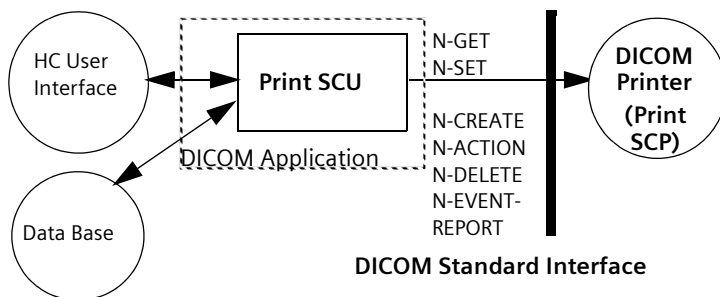 HC User
Interface
Print SCU
DICOM Application
Data Base
N-GET
N-SET
N-CREATE
N-ACTION
N-DELETE
N-EVENT-
REPORT
DICOM
Printer
(Print
SCP)
DICOM Standard Interface